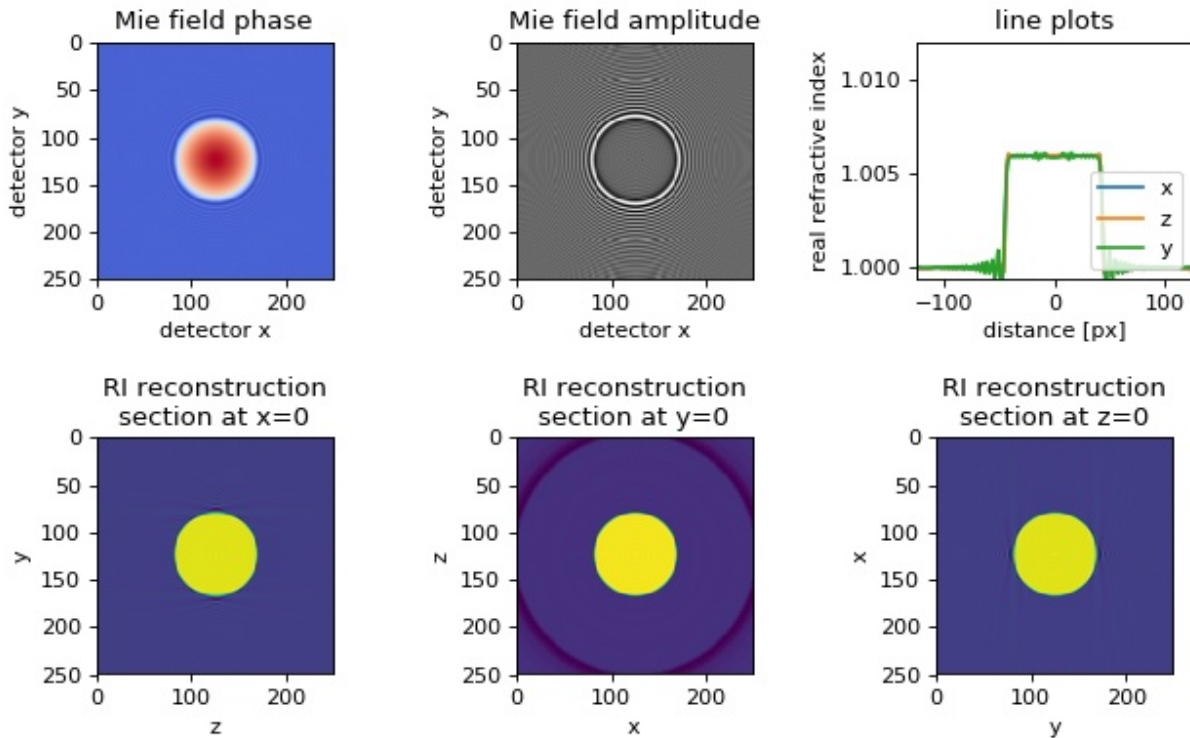 Mie field phase
0
50
100
150
200
250
detector y
0 100 200
detector x
Mie field amplitude
0
50
100
150
200
250
detector y
0 100 200
detector x
line plots
1.010
1.005
1.000
real refractive index
x
z
y
−100 0 100
distance [px]
RI reconstruction
section at x=0
0
50
100
150
200
250
y
0 100 200
z
RI reconstruction
section at y=0
0
50
100
150
200
250
z
0 100 200
x
RI reconstruction
section at z=0
0
50
100
150
200
250
x
0 100 200
y